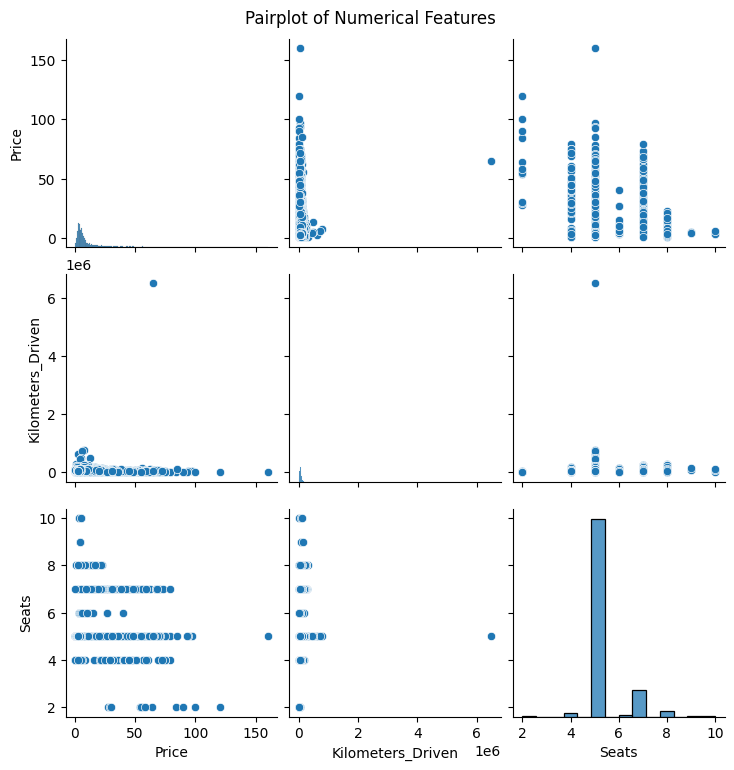 Pairplot of Numerical Features
150
100
50
0
Price
1e6
6
4
2
0
Kilometers_Driven
10
8
6
4
2
Seats
0 50 100 150
0 2 4 6
1e6
2 4 6 8 10
Price Kilometers_Driven Seats